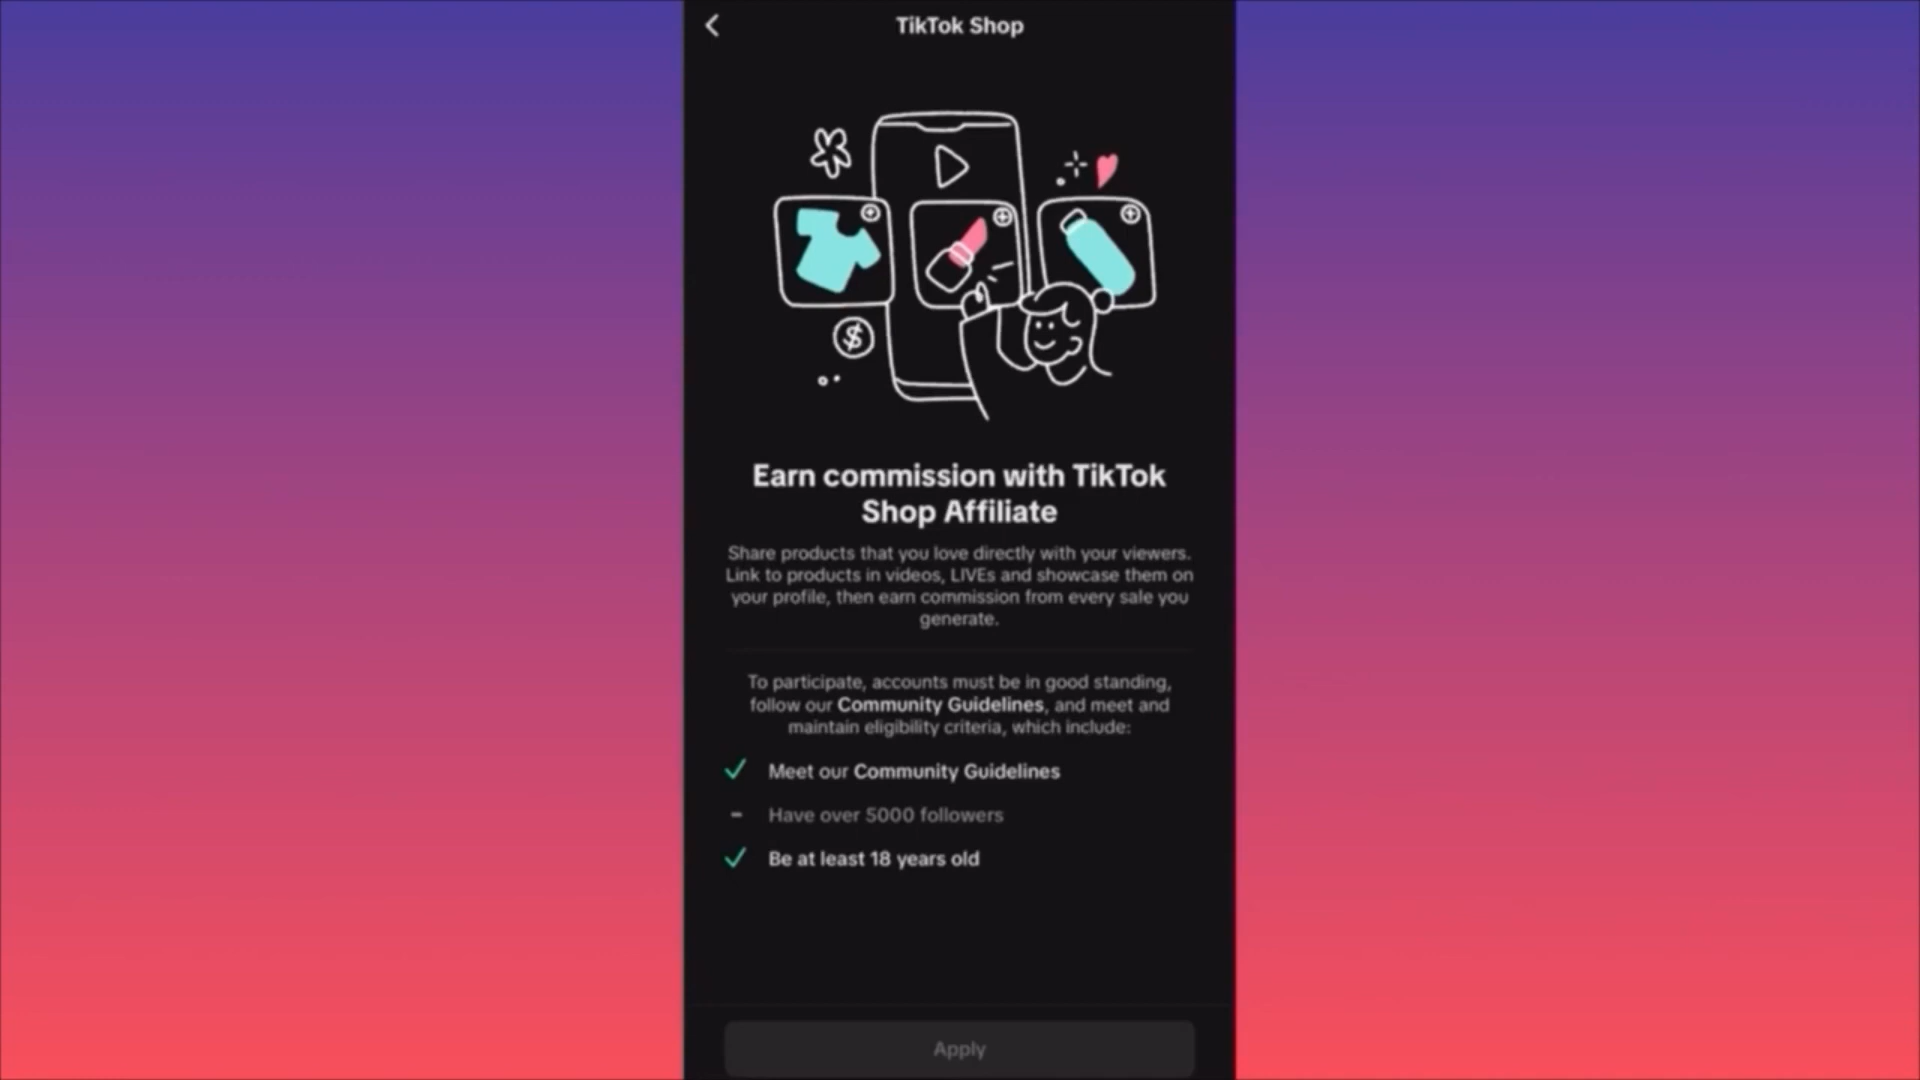 TikTok Shop
$
Earn commission with TikTok
Shop Affiliate
Share products that you love directly with your viewers.
Link to products in videos, LIVEs and showcase them on
your profile, then earn commission from every sale you
generate.
To participate, accounts must be in good standing,
follow our Community Guidelines, and meet and
maintain eligibility criteria, which include:
Meet our Community Guidelines
Have over 5000 followers
Be at least 18 years old
Apply